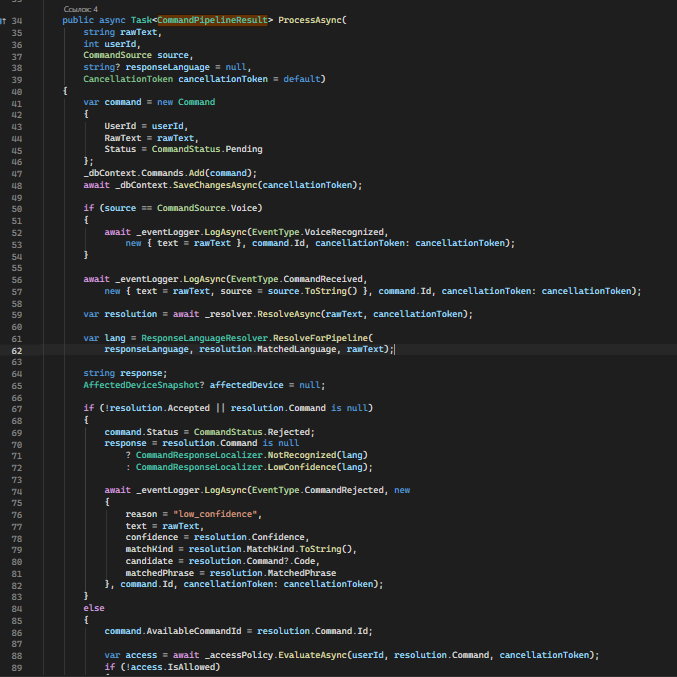 Ссылок: 4
34 public async Task<CommandPipelineResult> ProcessAsync(
35 string rawText,
36 int userId,
37 CommandSource source,
38 string? responseLanguage = null,
39 CancellationToken cancellationToken = default)
40 {
41 var command = new Command
42 {
43 UserId = userId,
44 RawText = rawText,
45 Status = CommandStatus.Pending
46 };
47 _dbContext.Commands.Add(command);
48 await _dbContext.SaveChangesAsync(cancellationToken);
49
50 if (source == CommandSource.Voice)
51 {
52 await _eventLogger.LogAsync(EventType.VoiceRecognized,
53 new { text = rawText }, command.Id, cancellationToken: cancellationToken);
54 }
55
56 await _eventLogger.LogAsync(EventType.CommandReceived,
57 new { text = rawText, source = source.ToString() }, command.Id, cancellationToken: cancellationToken);
58
59 var resolution = await _resolver.ResolveAsync(rawText, cancellationToken);
60
61 var lang = ResponseLanguageResolver.ResolveForPipeline(
62 responseLanguage, resolution.MatchedLanguage, rawText);
63
64 string response;
65 AffectedDeviceSnapshot? affectedDevice = null;
66
67 if (!resolution.Accepted || resolution.Command is null)
68 {
69 command.Status = CommandStatus.Rejected;
70 response = resolution.Command is null
71 ? CommandResponseLocalizer.NotRecognized(lang)
72 : CommandResponseLocalizer.LowConfidence(lang);
73
74 await _eventLogger.LogAsync(EventType.CommandRejected, new
75 {
76 reason = "low_confidence",
77 text = rawText,
78 confidence = resolution.Confidence,
79 matchKind = resolution.MatchKind.ToString(),
80 candidate = resolution.Command?.Code,
81 matchedPhrase = resolution.MatchedPhrase
82 }, command.Id, cancellationToken: cancellationToken);
83 }
84 else
85 {
86 command.AvailableCommandId = resolution.Command.Id;
87
88 var access = await _accessPolicy.EvaluateAsync(userId, resolution.Command, cancellationToken);
89 if (!access.IsAllowed)